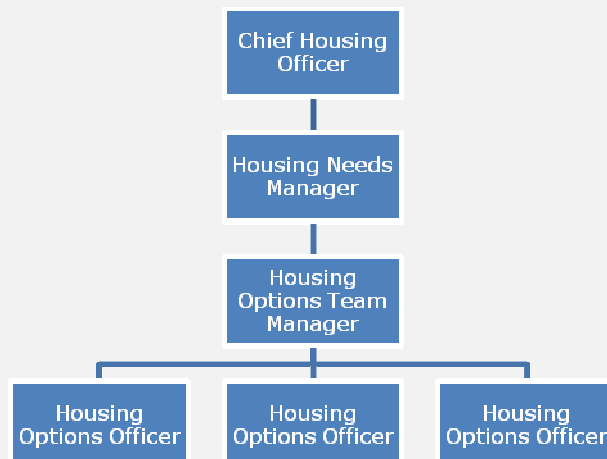 Chief Housing
Officer
Housing Needs
Manager
Housing
Options Team
Manager
Housing
Options Officer
Housing
Options Officer
Housing
Options Officer